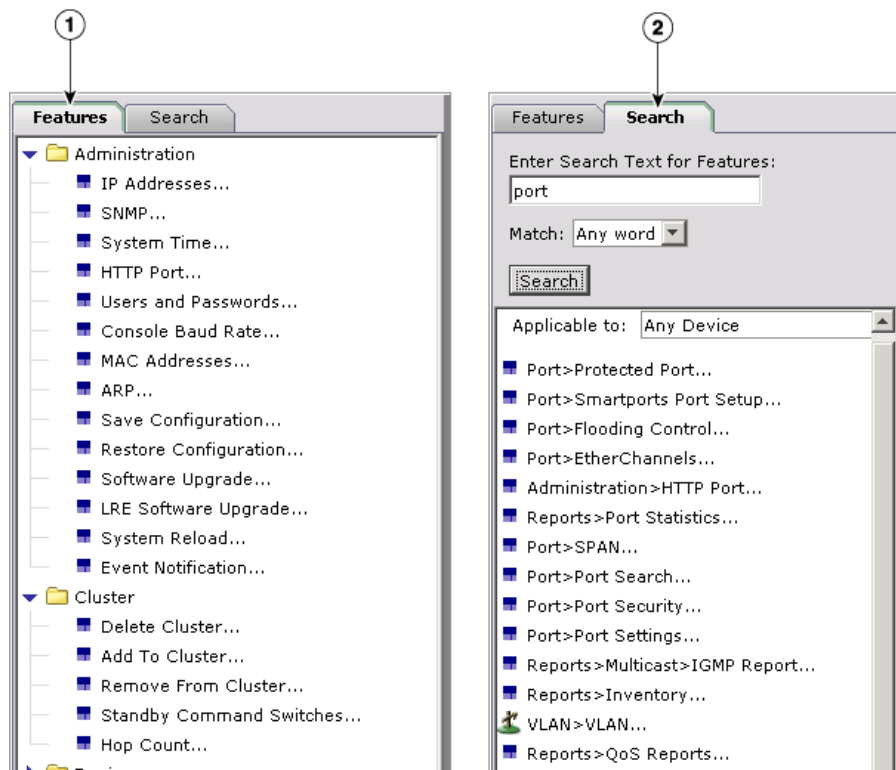 1
Features Search
Administration
IP Addresses...
SNMP...
System Time...
HTTP Port...
Users and Passwords...
Console Baud Rate...
MAC Addresses...
ARP...
Save Configuration...
Restore Configuration...
Software Upgrade...
LRE Software Upgrade...
System Reload...
Event Notification...
Cluster
Delete Cluster...
Add To Cluster...
Remove From Cluster...
Standby Command Switches...
Hop Count...
2
Features Search
Enter Search Text for Features:
port
Match: Any word
Search
Applicable to: Any Device
Port>Protected Port...
Port>Smartports Port Setup...
Port>Flooding Control...
Port>EtherChannels...
Administration>HTTP Port...
Reports>Port Statistics...
Port>SPAN...
Port>Port Search...
Port>Port Security...
Port>Port Settings...
Reports>Multicast>IGMP Report...
Reports>Inventory...
VLAN>VLAN...
Reports>QoS Reports...